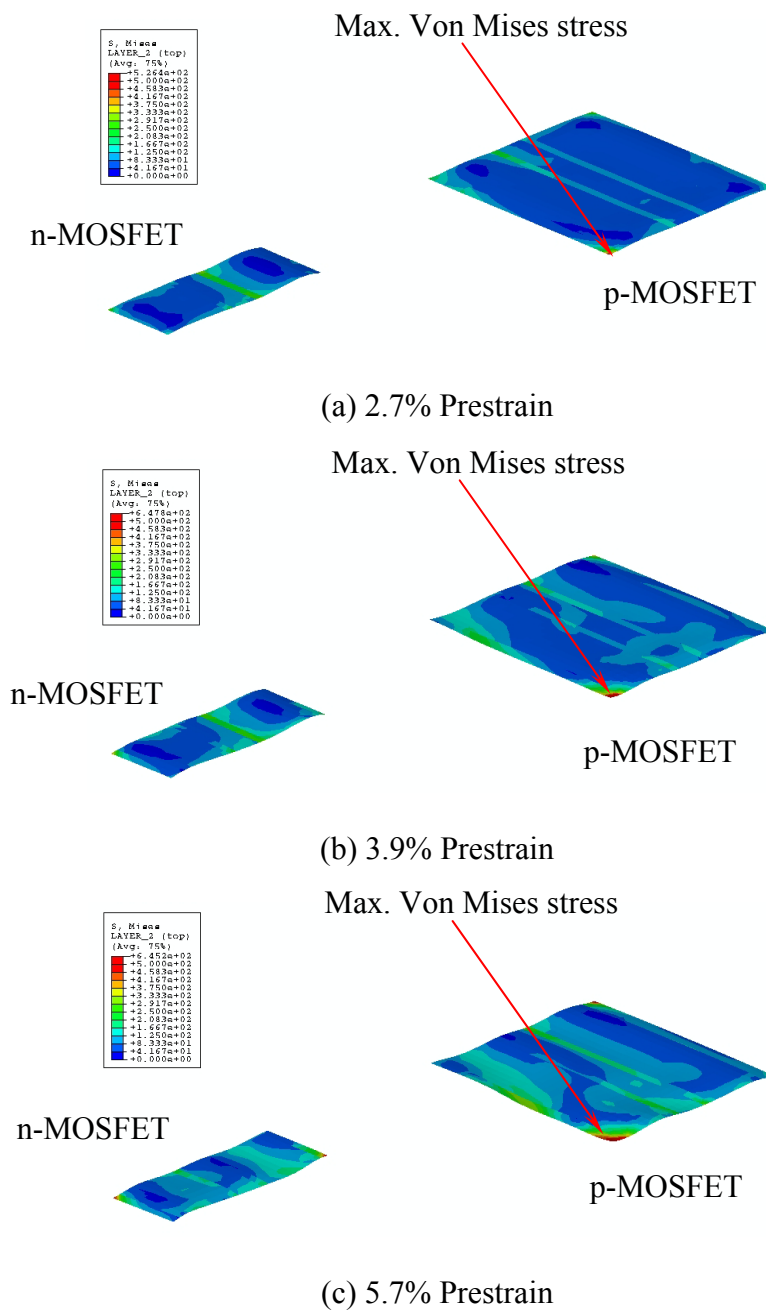 Max. Von Mises stress
S, Mises
LAYER_2 (top)
(Avg: 75%)
+5.264e+02
+5.000e+02
+4.583e+02
+4.167e+02
+3.750e+02
+3.333e+02
+2.917e+02
+2.500e+02
+2.083e+02
+1.667e+02
+1.250e+02
+8.333e+01
+4.167e+01
+0.000e+00
n-MOSFET
p-MOSFET
(a) 2.7% Prestrain
Max. Von Mises stress
S, Mises
LAYER_2 (top)
(Avg: 75%)
+6.478e+02
+5.000e+02
+4.583e+02
+4.167e+02
+3.750e+02
+3.333e+02
+2.917e+02
+2.500e+02
+2.083e+02
+1.667e+02
+1.250e+02
+8.333e+01
+4.167e+01
+0.000e+00
n-MOSFET
p-MOSFET
(b) 3.9% Prestrain
Max. Von Mises stress
S, Mises
LAYER_2 (top)
(Avg: 75%)
+6.452e+02
+5.000e+02
+4.583e+02
+4.167e+02
+3.750e+02
+3.333e+02
+2.917e+02
+2.500e+02
+2.083e+02
+1.667e+02
+1.250e+02
+8.333e+01
+4.167e+01
+0.000e+00
n-MOSFET
p-MOSFET
(c) 5.7% Prestrain